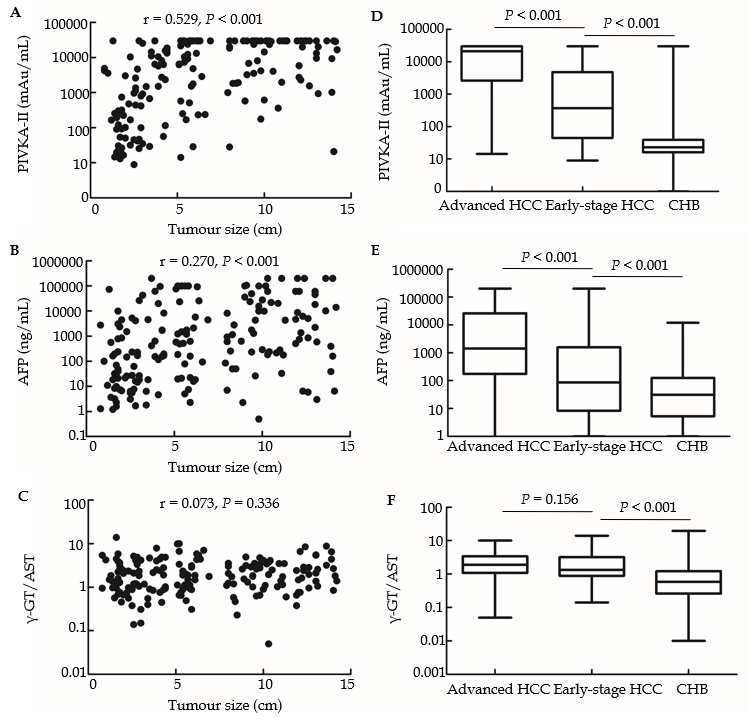 A
r = 0.529, P < 0.001
PIVKA-II (mAu/mL)
100000
10000
1000
100
10
0
0 5 10 15
Tumour size (cm)
D
P < 0.001
P < 0.001
PIVKA-II (mAu/mL)
100000
10000
1000
100
10
0
Advanced HCC Early-stage HCC CHB
B
r = 0.270, P < 0.001
AFP (ng/mL)
1000000
100000
10000
1000
100
10
1
0.1
0 5 10 15
Tumour size (cm)
E
P < 0.001
P < 0.001
AFP (ng/mL)
1000000
100000
10000
1000
100
10
1
Advanced HCC Early-stage HCC CHB
C
r = 0.073, P = 0.336
γ-GT/AST
100
10
1
0.1
0.01
0 5 10 15
Tumour size (cm)
F
P = 0.156
P < 0.001
γ-GT/AST
100
10
1
0.1
0.01
0.001
Advanced HCC Early-stage HCC CHB